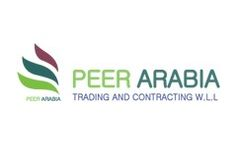 PEER ARABIA
PEER ARABIA
TRADING AND CONTRACTING W.L.L